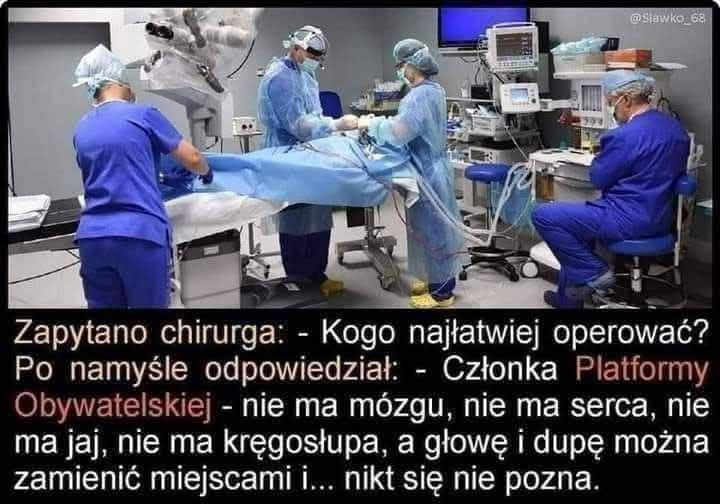 @Slawko_68
Zapytano chirurga: - Kogo najłatwiej operować?
Po namyśle odpowiedział: - Członka Platformy
Obywatelskiej - nie ma mózgu, nie ma serca, nie
ma jaj, nie ma kręgosłupa, a głowę i dupę można
zamienić miejscami i... nikt się nie pozna.